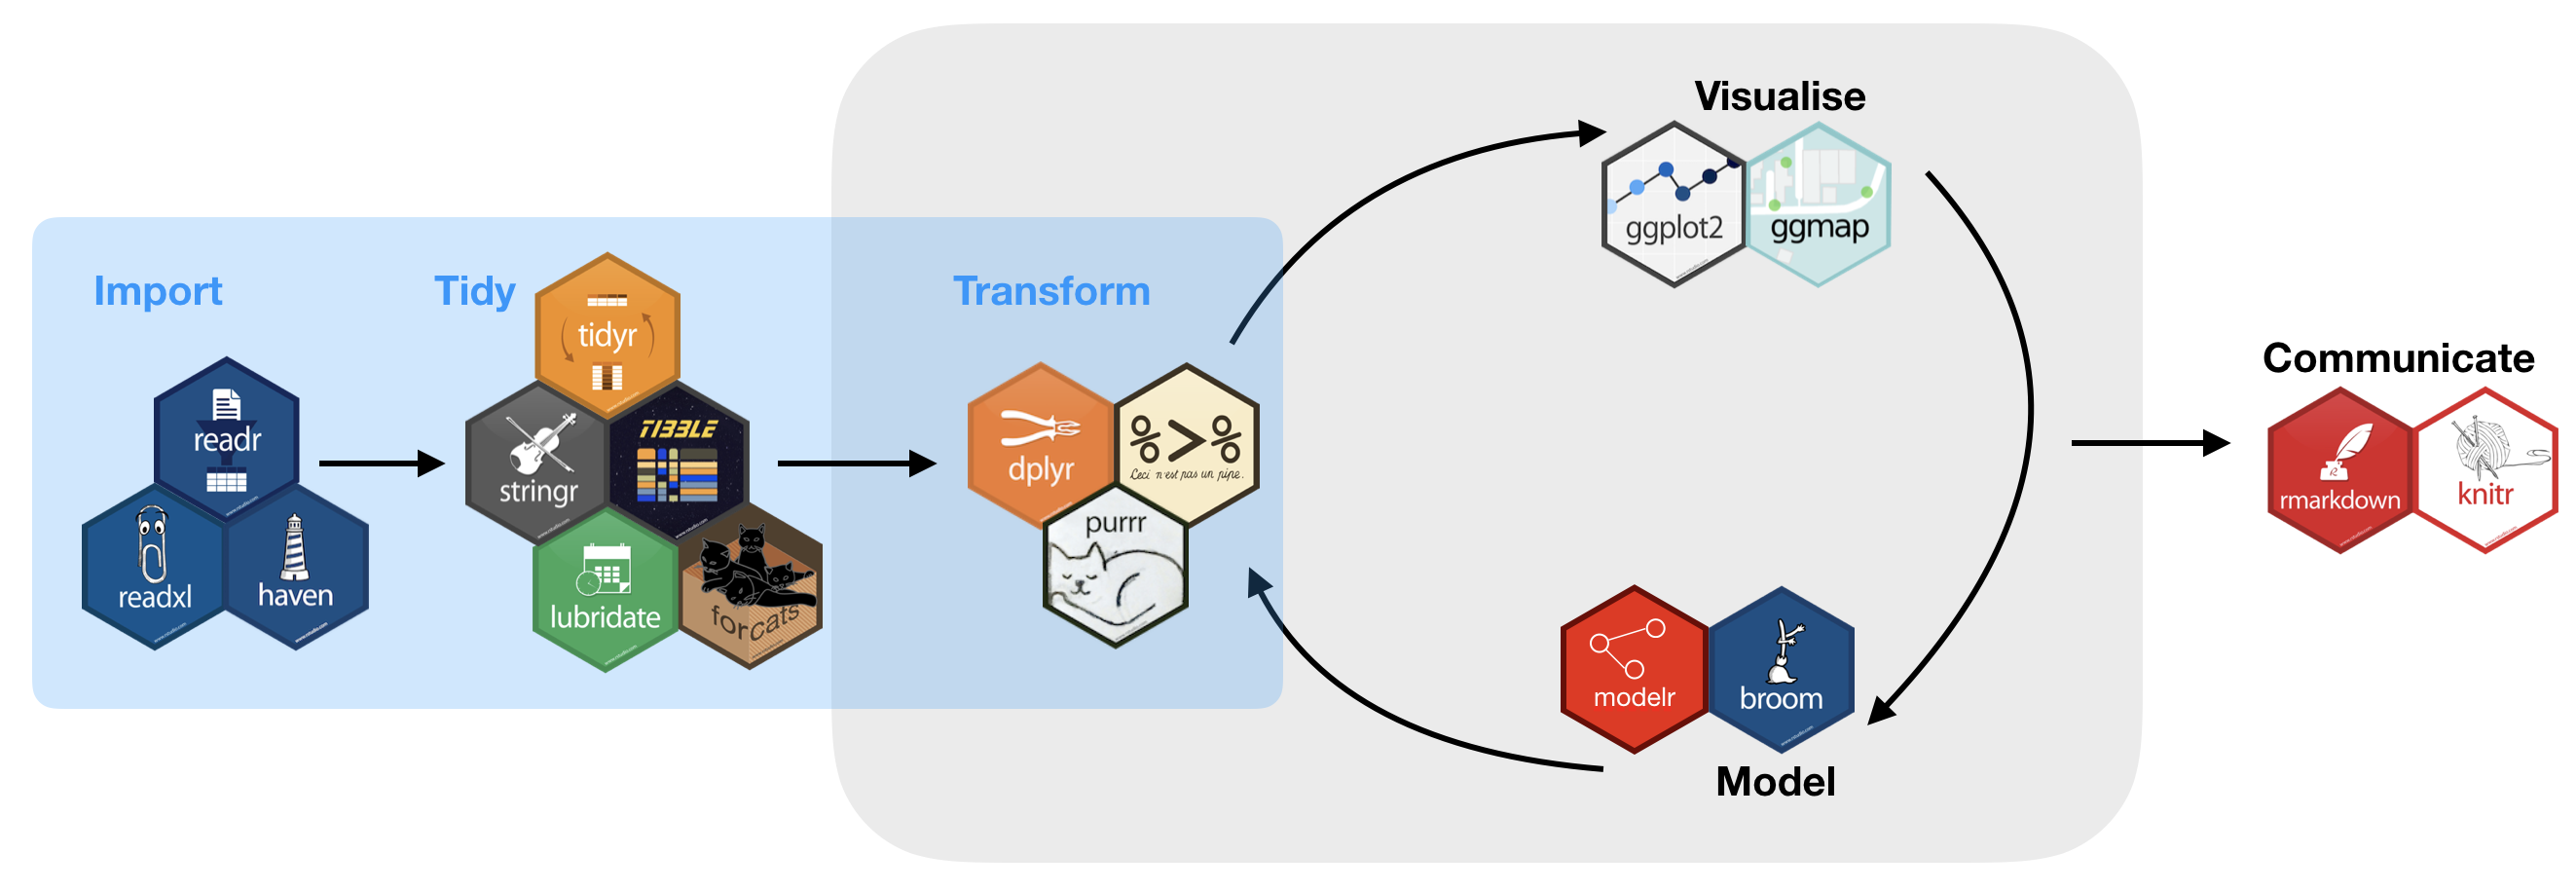 Import
readr
readxl
haven
Tidy
tidyr
stringr
TIBBLE
lubridate
forcats
Transform
dplyr
%>%
Ceci n'est pas un pipe.
purrr
Visualise
ggplot2
ggmap
modelr
broom
Model
Communicate
rmarkdown
knitr